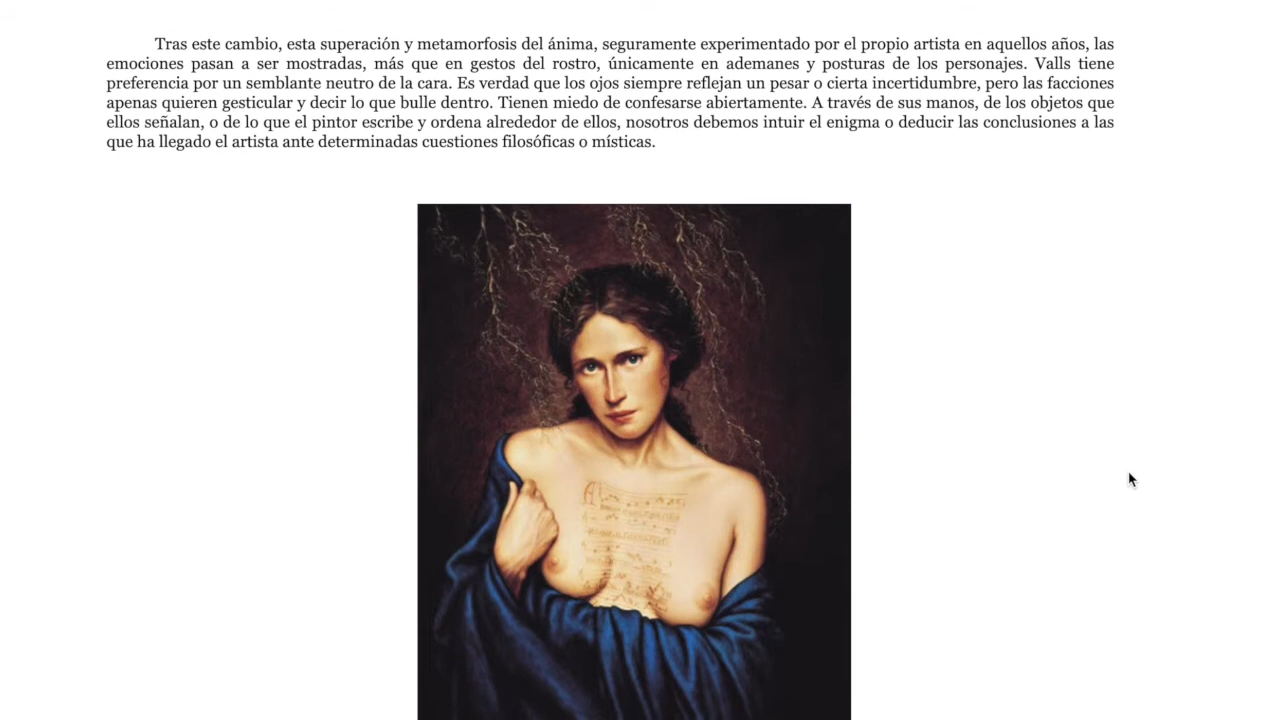 Tras este cambio, esta superación y metamorfosis del ánima, seguramente experimentado por el propio artista en aquellos años, las
emociones pasan a ser mostradas, más que en gestos del rostro, únicamente en ademanes y posturas de los personajes. Valls tiene
preferencia por un semblante neutro de la cara. Es verdad que los ojos siempre reflejan un pesar o cierta incertidumbre, pero las facciones
apenas quieren gesticular y decir lo que bulle dentro. Tienen miedo de confesarse abiertamente. A través de sus manos, de los objetos que
ellos señalan, o de lo que el pintor escribe y ordena alrededor de ellos, nosotros debemos intuir el enigma o deducir las conclusiones a las
que ha llegado el artista ante determinadas cuestiones filosóficas o místicas.